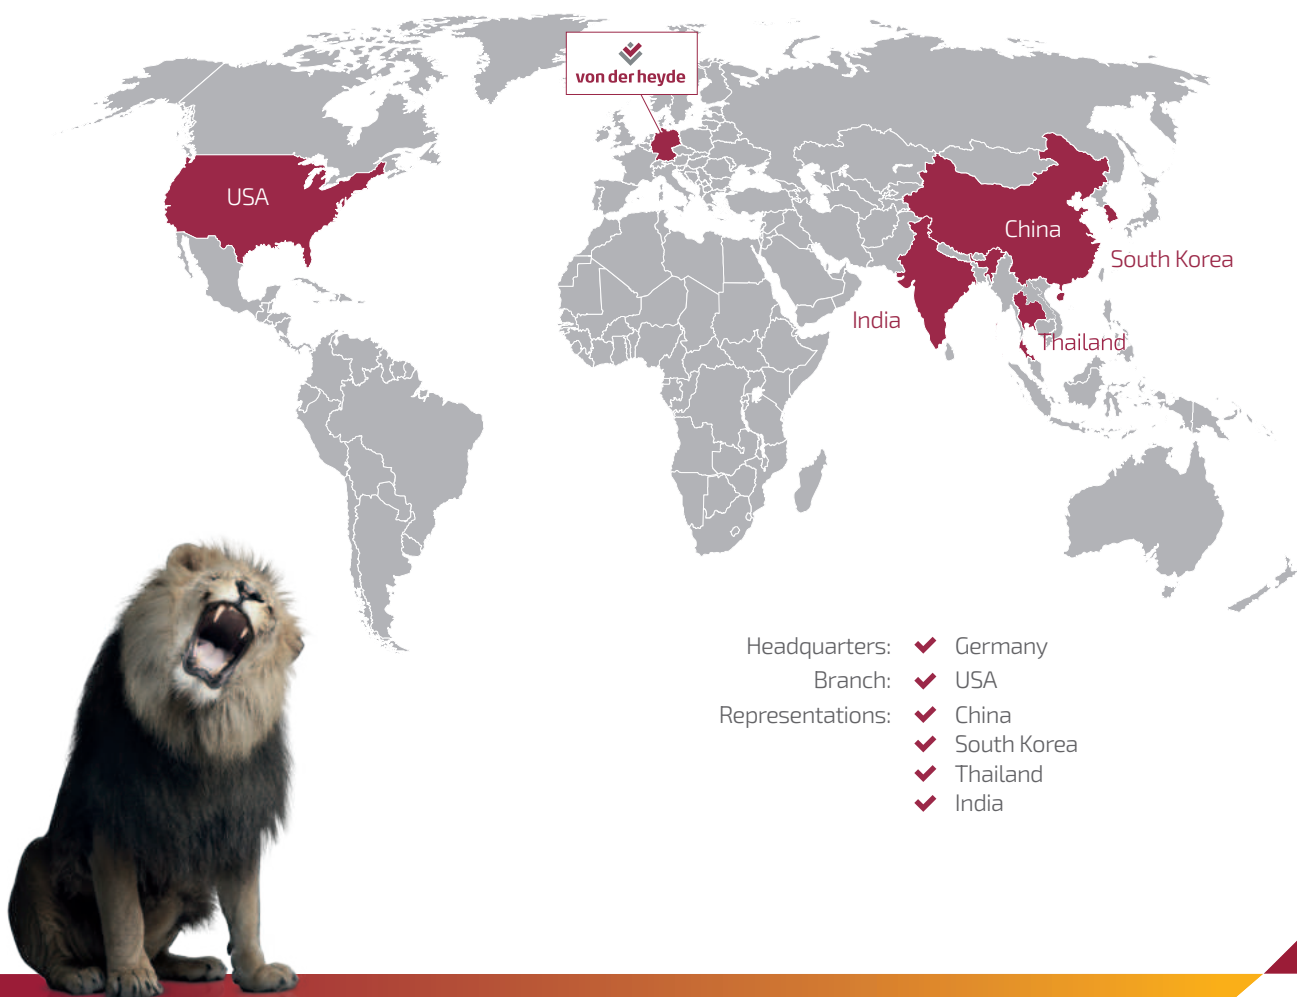 von der heyde
USA
China
South Korea
India
Thailand
Headquarters: Germany
Branch: USA
Representations: China
South Korea
Thailand
India